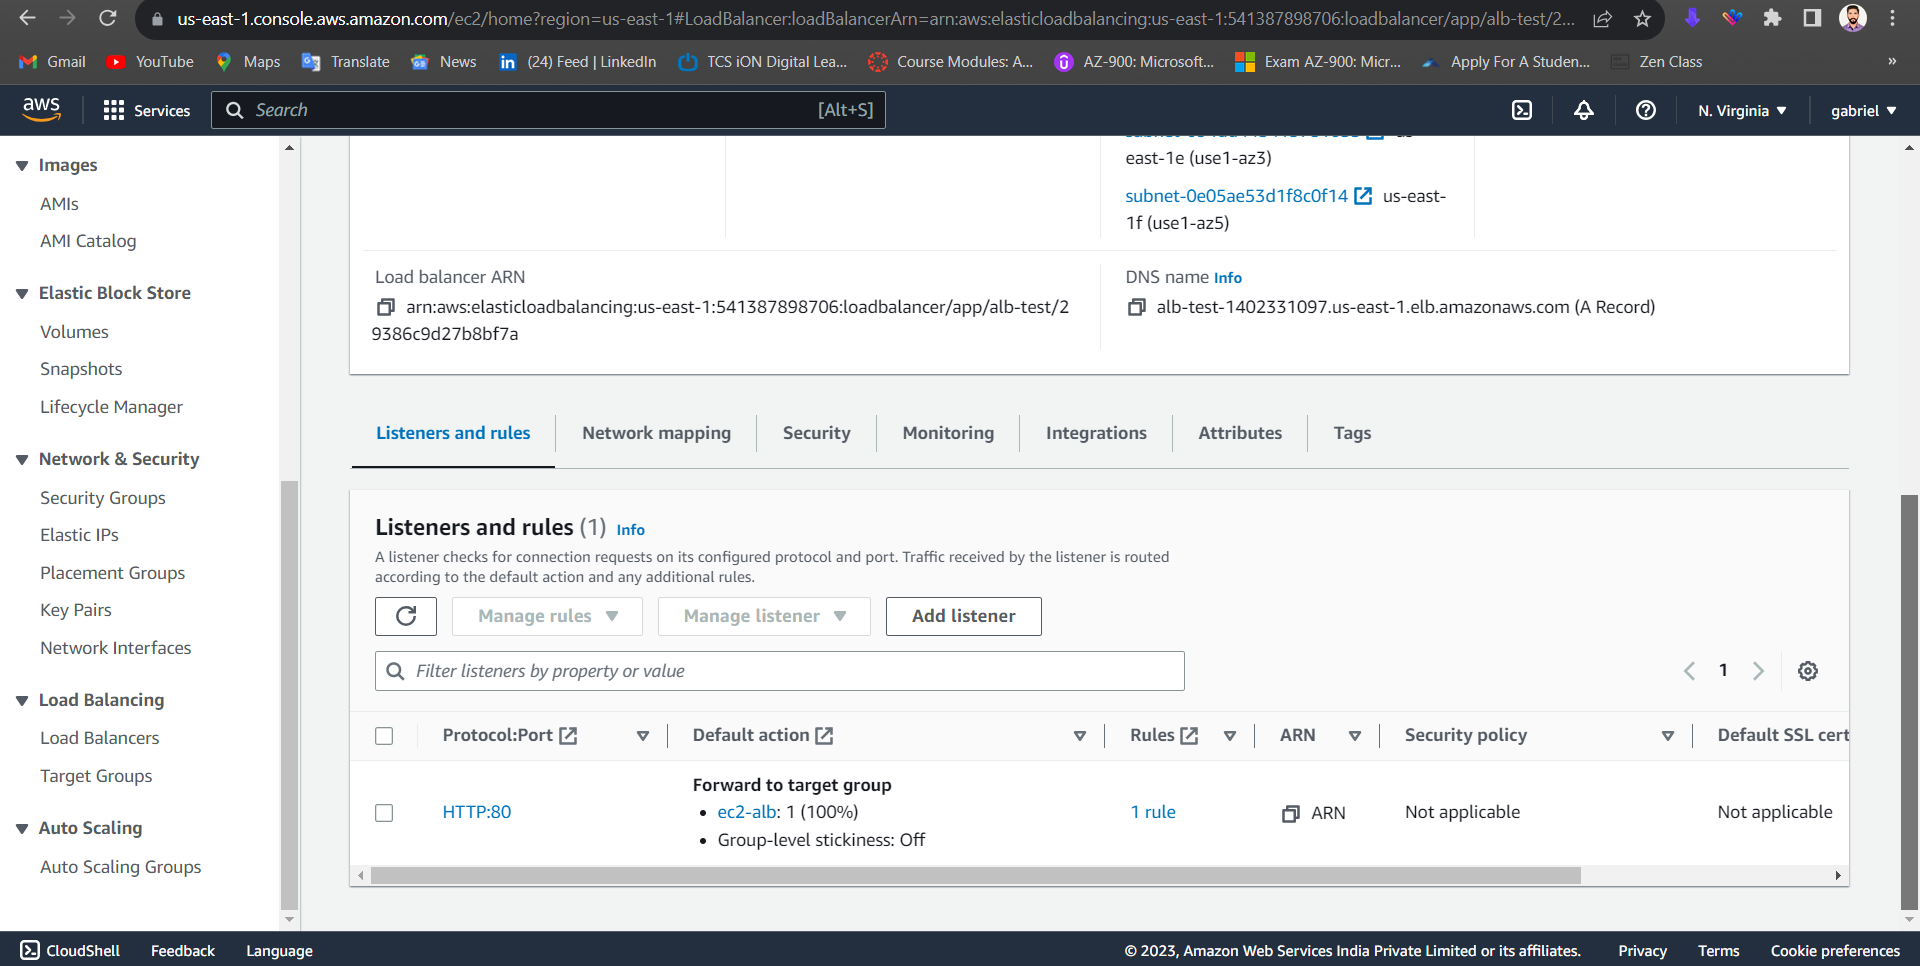 us-east-1.console.aws.amazon.com/ec2/home?region=us-east-1#LoadBalancer:loadBalancerArn=arn:aws:elasticloadbalancing:us-east-1:541387898706:loadbalancer/app/alb-test/2...
Gmail YouTube Maps Translate News (24) Feed | LinkedIn TCS iON Digital Lea... Course Modules: A... AZ-900: Microsoft... Exam AZ-900: Micr... Apply For A Studen... Zen Class »
aws Services Search [Alt+S] N. Virginia gabriel
Images
AMIs
AMI Catalog
Elastic Block Store
Volumes
Snapshots
Lifecycle Manager
Network & Security
Security Groups
Elastic IPs
Placement Groups
Key Pairs
Network Interfaces
Load Balancing
Load Balancers
Target Groups
Auto Scaling
Auto Scaling Groups
east-1e (use1-az3)
subnet-0e05ae53d1f8c0f14 us-east-
1f (use1-az5)
Load balancer ARN
arn:aws:elasticloadbalancing:us-east-1:541387898706:loadbalancer/app/alb-test/2
9386c9d27b8bf7a
DNS name Info
alb-test-1402331097.us-east-1.elb.amazonaws.com (A Record)
Listeners and rules Network mapping Security Monitoring Integrations Attributes Tags
Listeners and rules (1) Info
A listener checks for connection requests on its configured protocol and port. Traffic received by the listener is routed
according to the default action and any additional rules.
Manage rules Manage listener Add listener
Filter listeners by property or value
1
Protocol:Port Default action Rules ARN Security policy Default SSL cert
Forward to target group
HTTP:80 • ec2-alb: 1 (100%) 1 rule ARN Not applicable Not applicable
• Group-level stickiness: Off
CloudShell Feedback Language © 2023, Amazon Web Services India Private Limited or its affiliates. Privacy Terms Cookie preferences